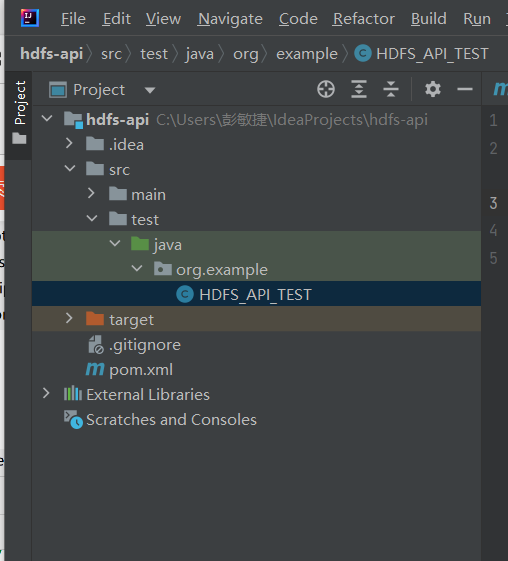 File Edit View Navigate Code Refactor Build Run
hdfs-api src test java org example HDFS_API_TEST
Project
Project
hdfs-api C:\Users\彭敏捷\IdeaProjects\hdfs-api
.idea
src
main
test
java
org.example
HDFS_API_TEST
target
.gitignore
pom.xml
External Libraries
Scratches and Consoles
1
2
3
4
5